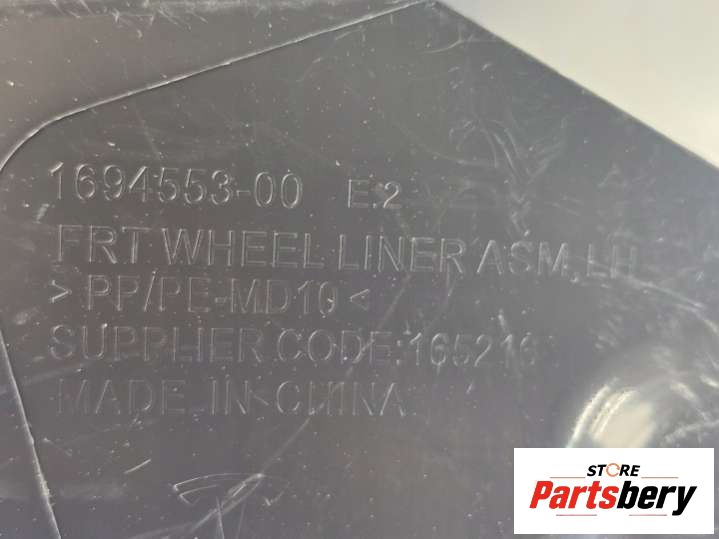 1694553-00 E:2
FRT WHEEL LINER ASM, LH
> PP/PE-MD10 <
SUPPLIER CODE:165216
MADE IN CHINA
STORE
Partsbery